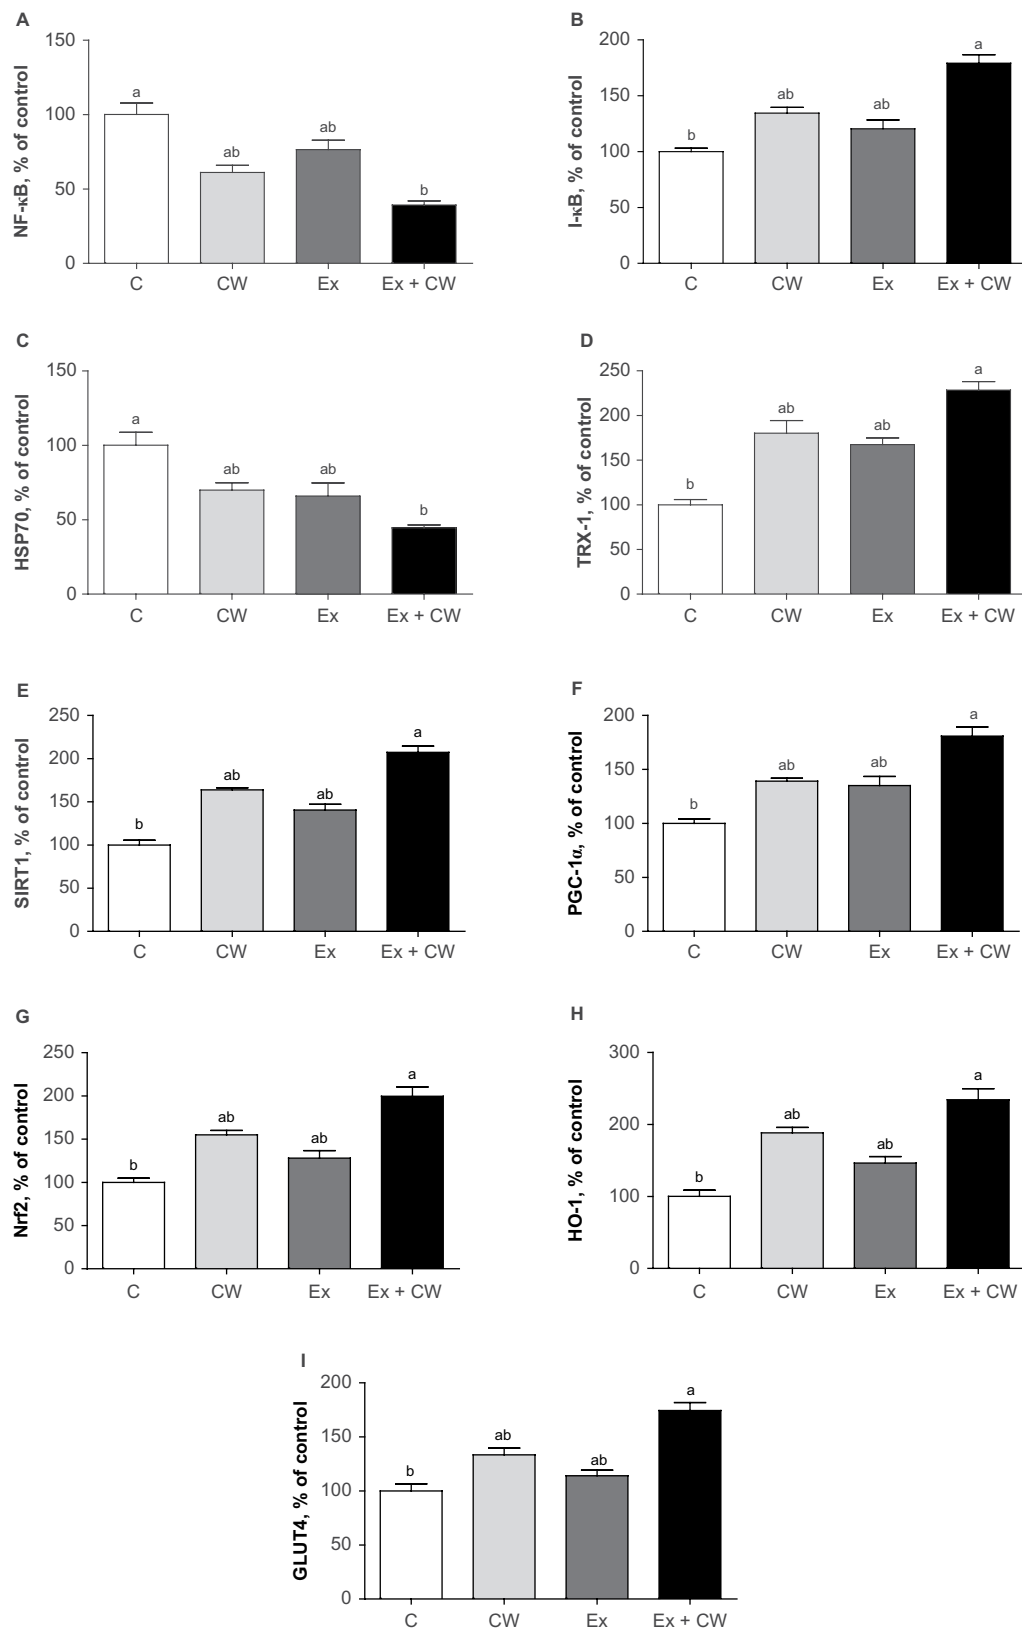 A
NF-κB, % of control
150
100
50
0
a
ab
ab
b
C
CW
Ex
Ex + CW
B
I-κB, % of control
200
150
100
50
0
b
ab
ab
a
C
CW
Ex
Ex + CW
C
HSP70, % of control
150
100
50
0
a
ab
ab
b
C
CW
Ex
Ex + CW
D
TRX-1, % of control
250
200
150
100
50
0
b
ab
ab
a
C
CW
Ex
Ex + CW
E
SIRT1, % of control
250
200
150
100
50
0
b
ab
ab
a
C
CW
Ex
Ex + CW
F
PGC-1α, % of control
200
150
100
50
0
b
ab
ab
a
C
CW
Ex
Ex + CW
G
Nrf2, % of control
250
200
150
100
50
0
b
ab
ab
a
C
CW
Ex
Ex + CW
H
HO-1, % of control
300
200
100
0
b
ab
ab
a
C
CW
Ex
Ex + CW
I
GLUT4, % of control
200
150
100
50
0
b
ab
ab
a
C
CW
Ex
Ex + CW